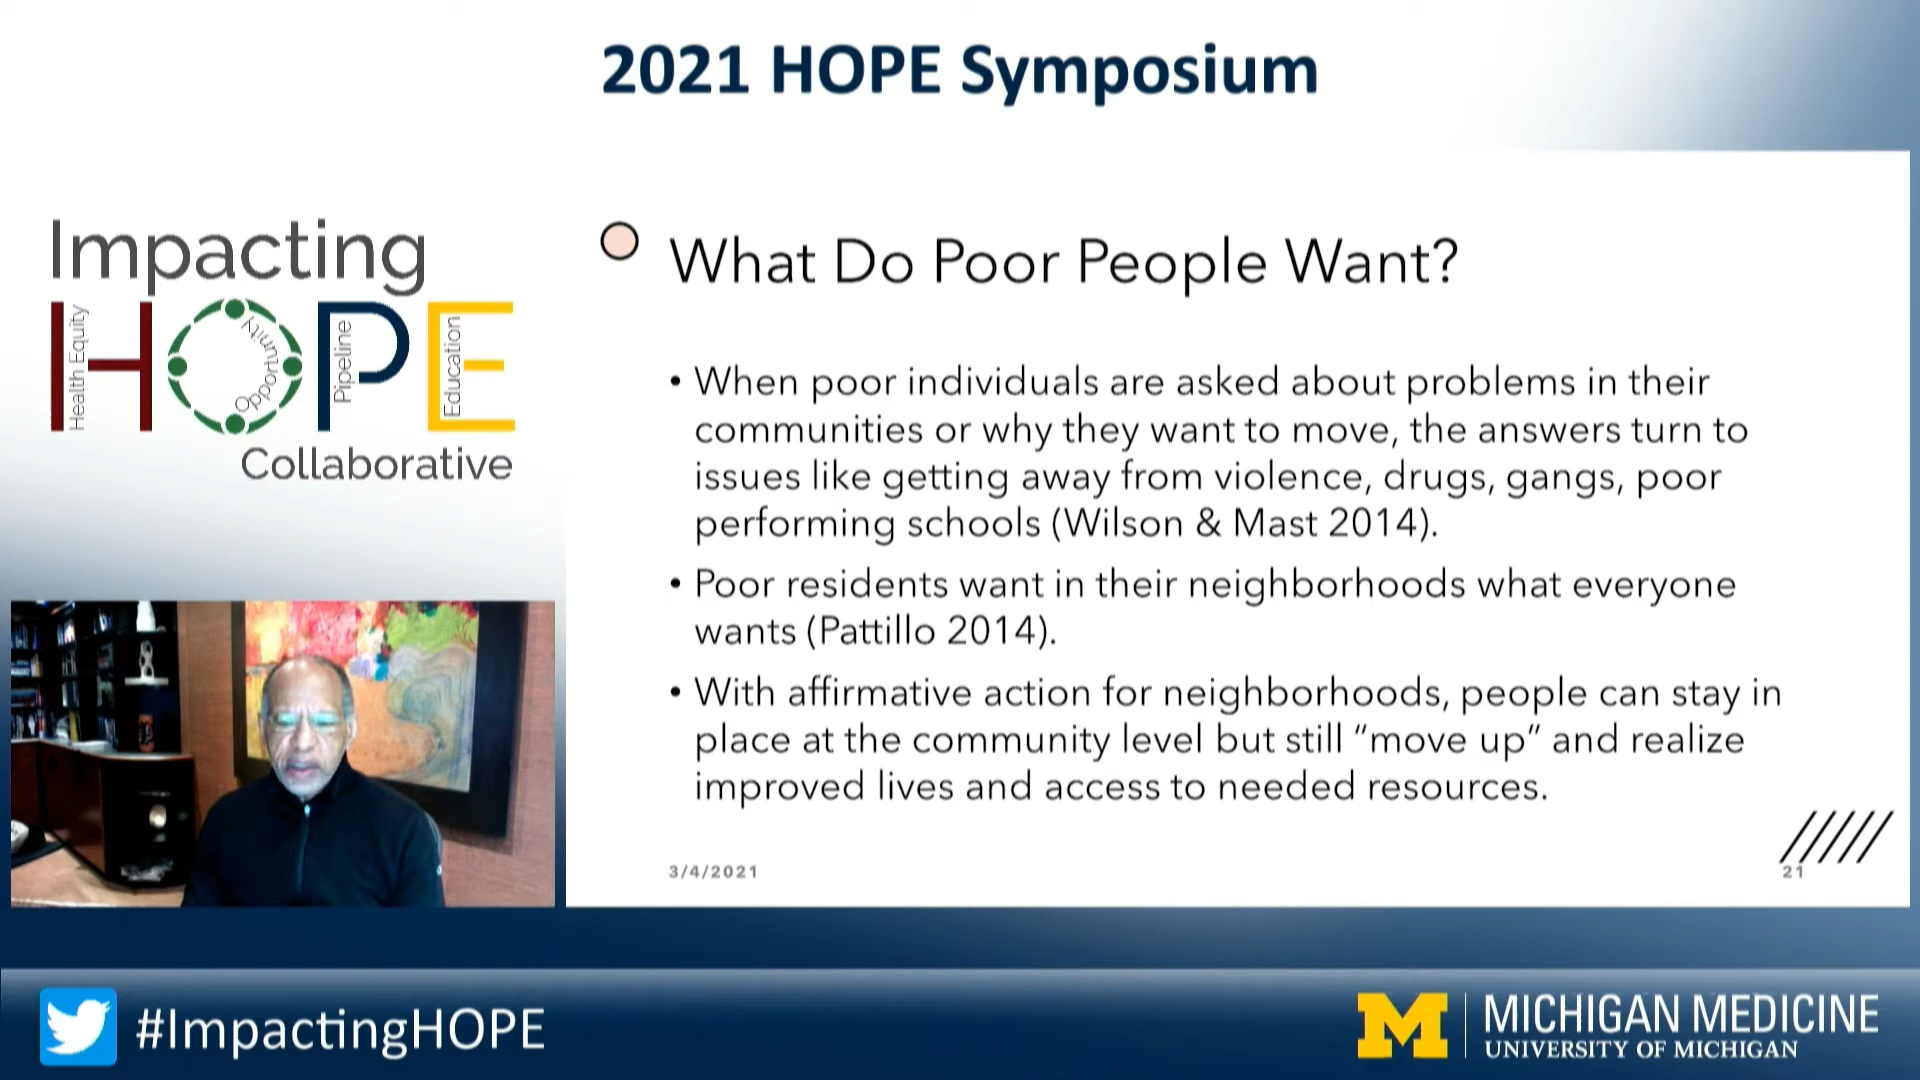 2021 HOPE Symposium
Impacting
HOPE
Health Equity
Opportunity
Pipeline
Education
Collaborative
What Do Poor People Want?
• When poor individuals are asked about problems in their
communities or why they want to move, the answers turn to
issues like getting away from violence, drugs, gangs, poor
performing schools (Wilson & Mast 2014).
• Poor residents want in their neighborhoods what everyone
wants (Pattillo 2014).
• With affirmative action for neighborhoods, people can stay in
place at the community level but still “move up” and realize
improved lives and access to needed resources.
3/4/2021
21
#ImpactingHOPE
M
MICHIGAN MEDICINE
UNIVERSITY OF MICHIGAN